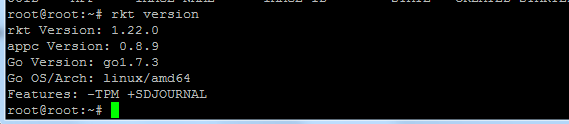 root@root:~# rkt version
rkt Version: 1.22.0
appc Version: 0.8.9
Go Version: go1.7.3
Go OS/Arch: linux/amd64
Features: -TPM +SDJOURNAL
root@root:~#